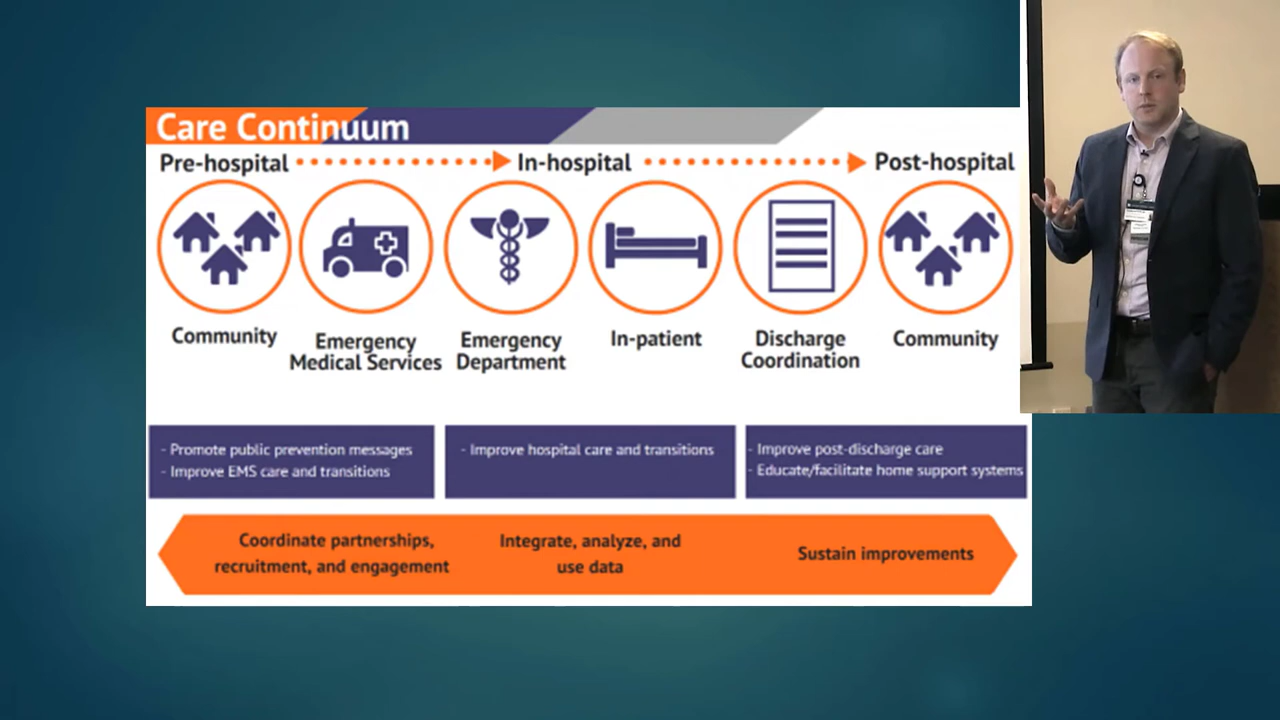 Care Continuum
Pre-hospital
In-hospital
Post-hospital
Community
Emergency
Medical Services
Emergency
Department
In-patient
Discharge
Coordination
Community
- Promote public prevention messages
- Improve EMS care and transitions
- Improve hospital care and transitions
- Improve post-discharge care
- Educate/facilitate home support systems
Coordinate partnerships,
recruitment, and engagement
Integrate, analyze, and
use data
Sustain improvements